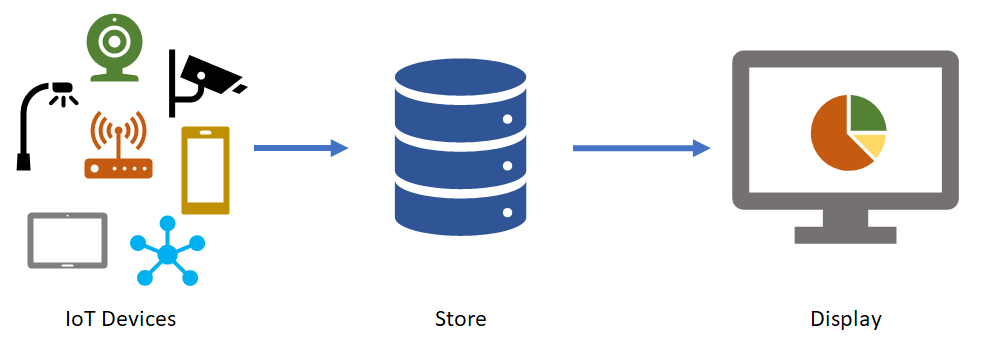 IoT Devices
Store
Display